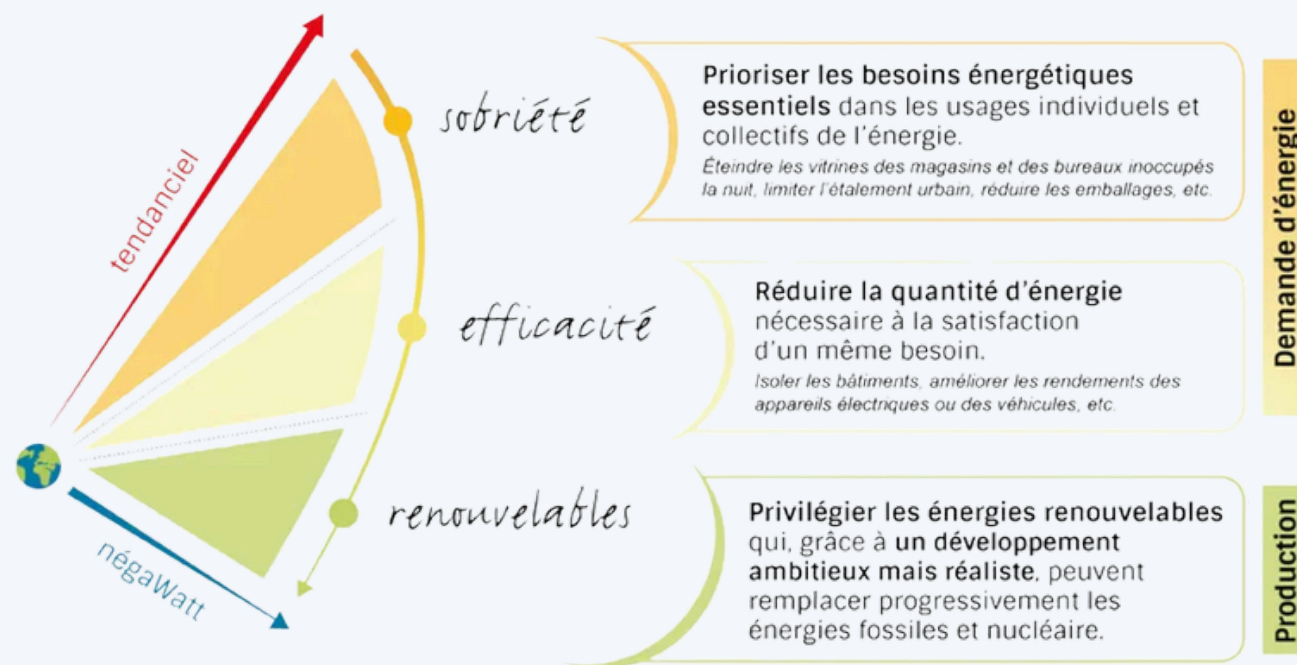 tendanciel
négaWatt
sobriété
Prioriser les besoins énergétiques
essentiels dans les usages individuels et
collectifs de l'énergie.
Éteindre les vitrines des magasins et des bureaux inoccupés
la nuit, limiter l'étalement urbain, réduire les emballages, etc.
efficacité
Réduire la quantité d'énergie
nécessaire à la satisfaction
d'un même besoin.
Isoler les bâtiments, améliorer les rendements des
appareils électriques ou des véhicules, etc.
Demande d'énergie
renouvelables
Privilégier les énergies renouvelables
qui, grâce à un développement
ambitieux mais réaliste, peuvent
remplacer progressivement les
énergies fossiles et nucléaire.
Production